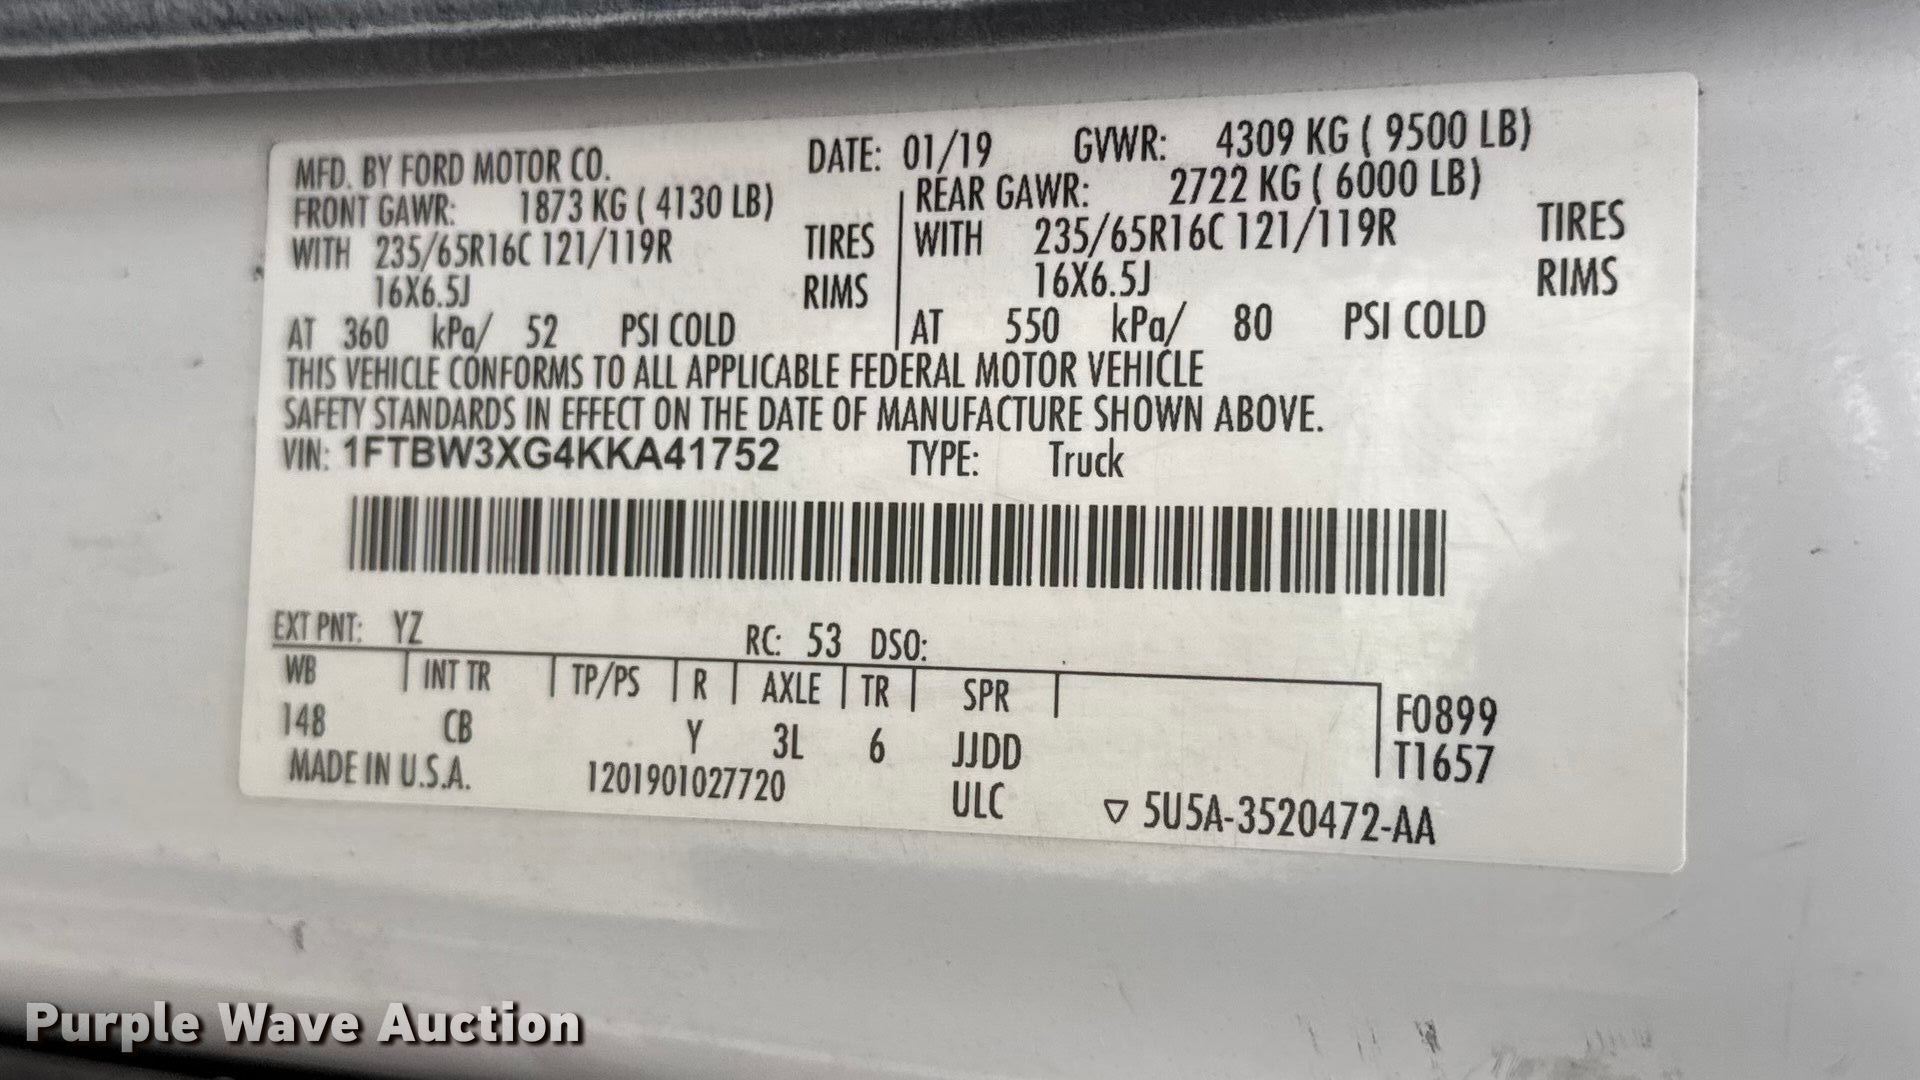 MFD. BY FORD MOTOR CO. DATE: 01/19 GVWR: 4309 KG ( 9500 LB)
FRONT GAWR: 1873 KG ( 4130 LB) REAR GAWR: 2722 KG ( 6000 LB)
WITH 235/65R16C 121/119R TIRES WITH 235/65R16C 121/119R TIRES
16X6.5J RIMS 16X6.5J RIMS
AT 360 kPa/ 52 PSI COLD AT 550 kPa/ 80 PSI COLD
THIS VEHICLE CONFORMS TO ALL APPLICABLE FEDERAL MOTOR VEHICLE
SAFETY STANDARDS IN EFFECT ON THE DATE OF MANUFACTURE SHOWN ABOVE.
VIN: 1FTBW3XG4KKA41752 TYPE: Truck
EXT PNT: YZ RC: 53 DSO:
WB INT TR TP/PS R AXLE TR SPR F0899
148 CB Y 3L 6 JJDD T1657
MADE IN U.S.A. 1201901027720 ULC ▽ 5U5A-3520472-AA
Purple Wave Auction